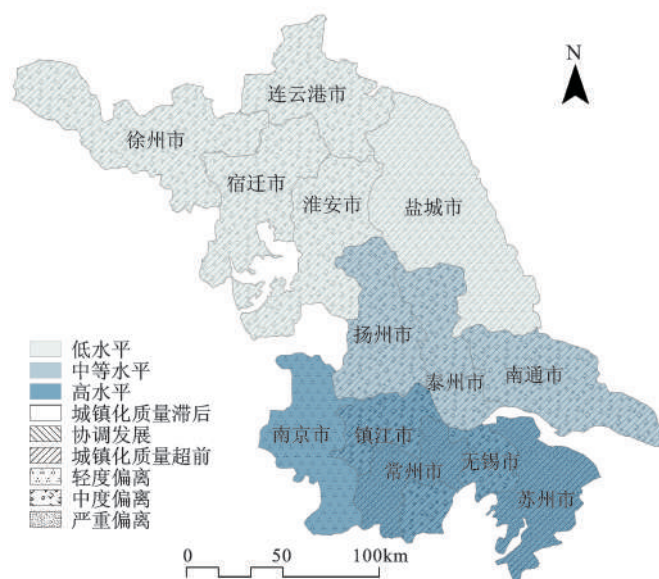 N
连云港市
徐州市
宿迁市
淮安市
盐城市
扬州市
泰州市
南通市
南京市
镇江市
常州市
无锡市
苏州市
低水平
中等水平
高水平
城镇化质量滞后
协调发展
城镇化质量超前
轻度偏离
中度偏离
严重偏离
0 50 100km